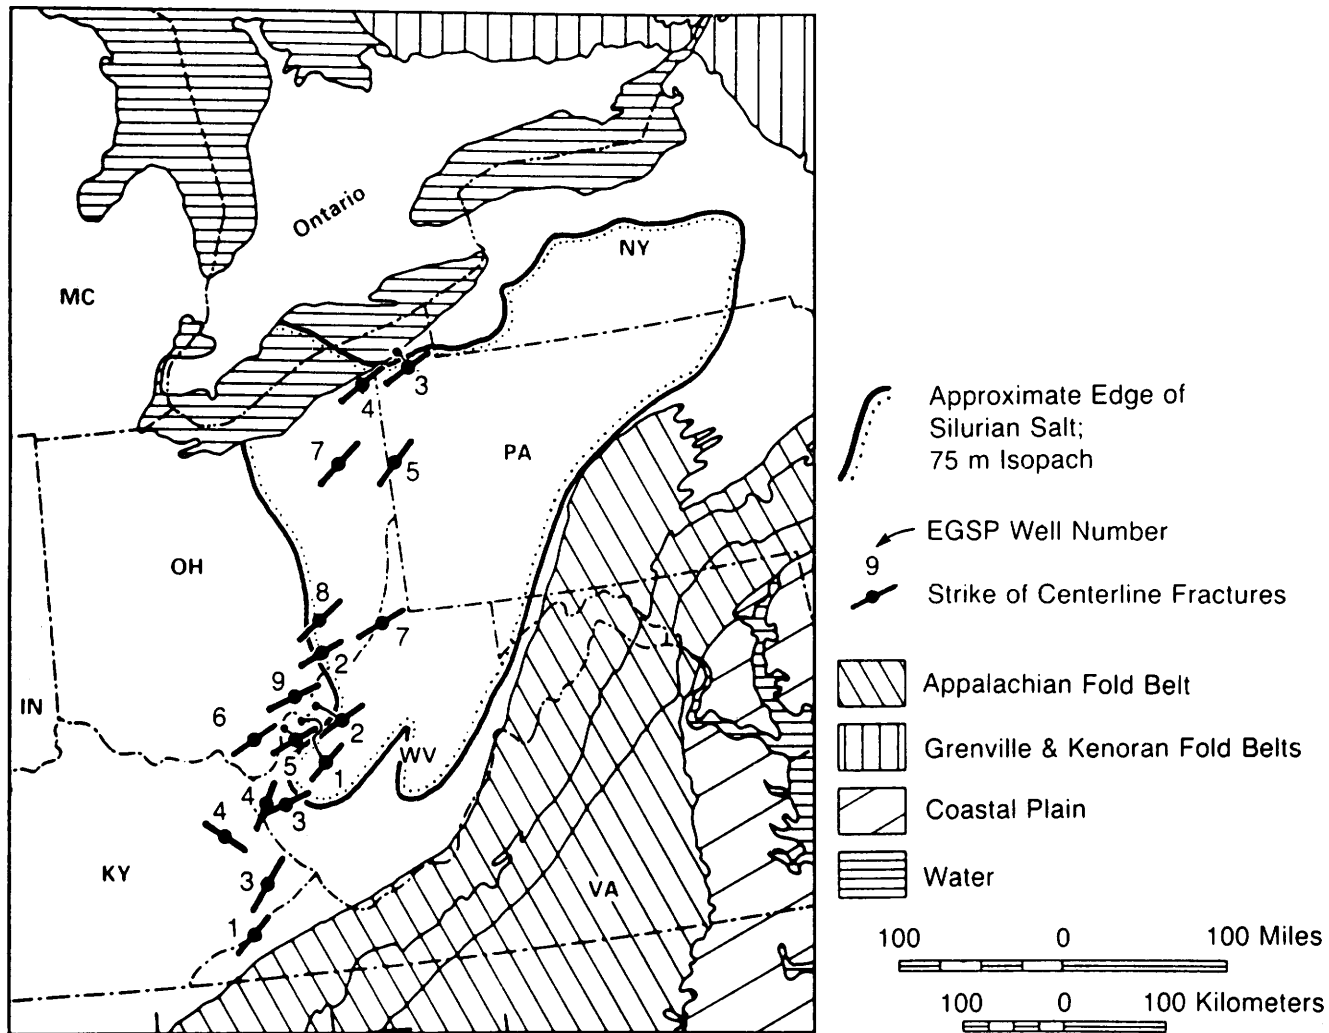 Ontario
NY
MC
3
4
7
5
PA
OH
8
7
2
9
6
IN
2
5
WV
1
4
3
4
KY
3
VA
1
Approximate Edge of
Silurian Salt;
75 m Isopach
EGSP Well Number
9
Strike of Centerline Fractures
Appalachian Fold Belt
Grenville & Kenoran Fold Belts
Coastal Plain
Water
100 0 100 Miles
100 0 100 Kilometers